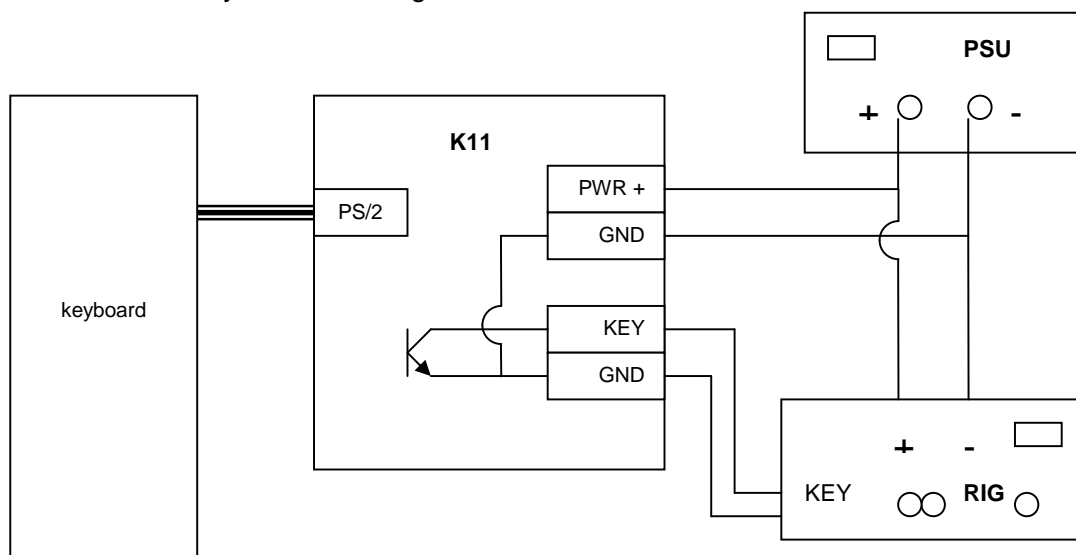 PSU
+
-
K11
PWR +
PS/2
GND
keyboard
KEY
GND
+
-
KEY
RIG